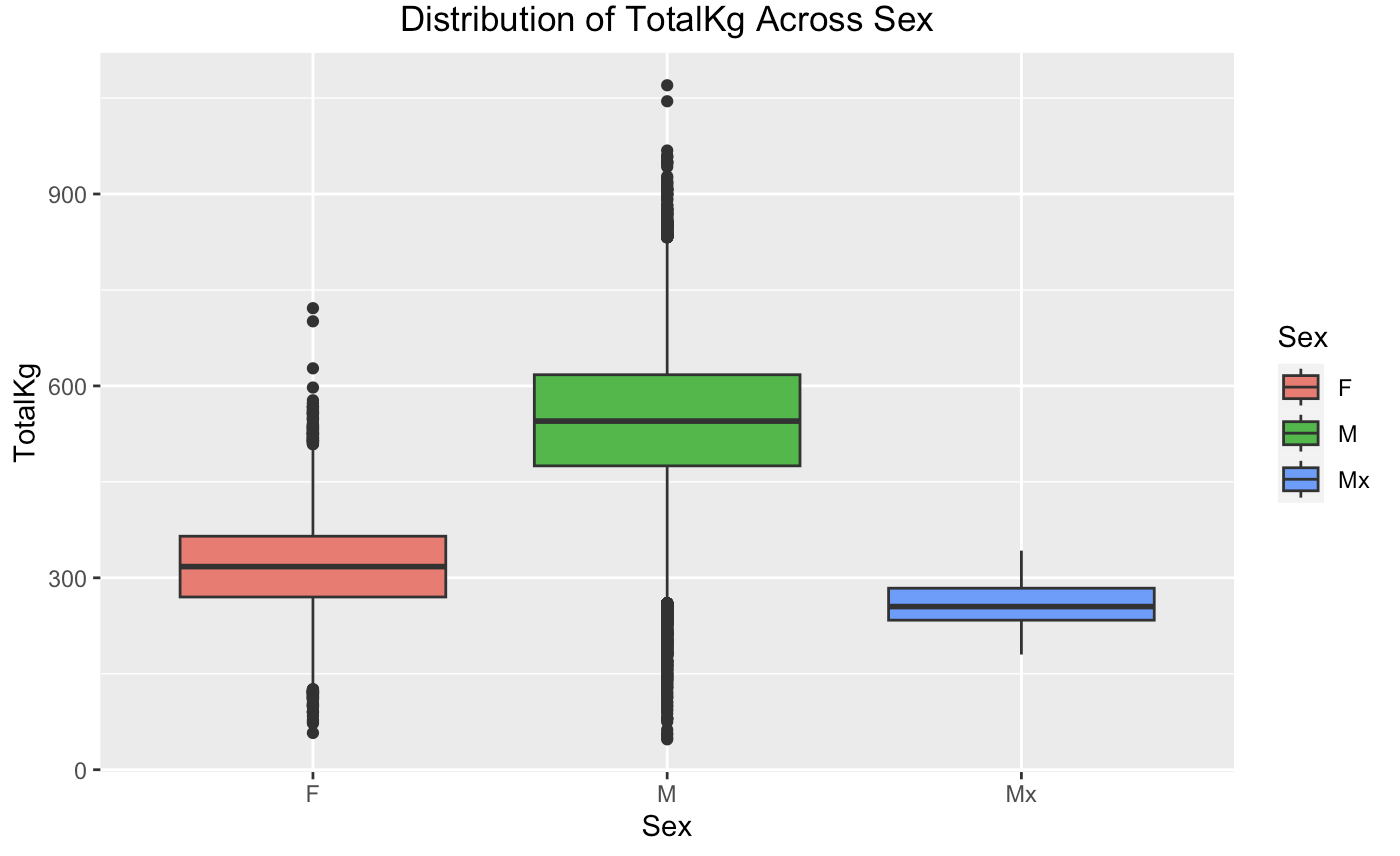 Distribution of TotalKg Across Sex
TotalKg
900
600
300
0
F
M
Mx
Sex
Sex
F
M
Mx